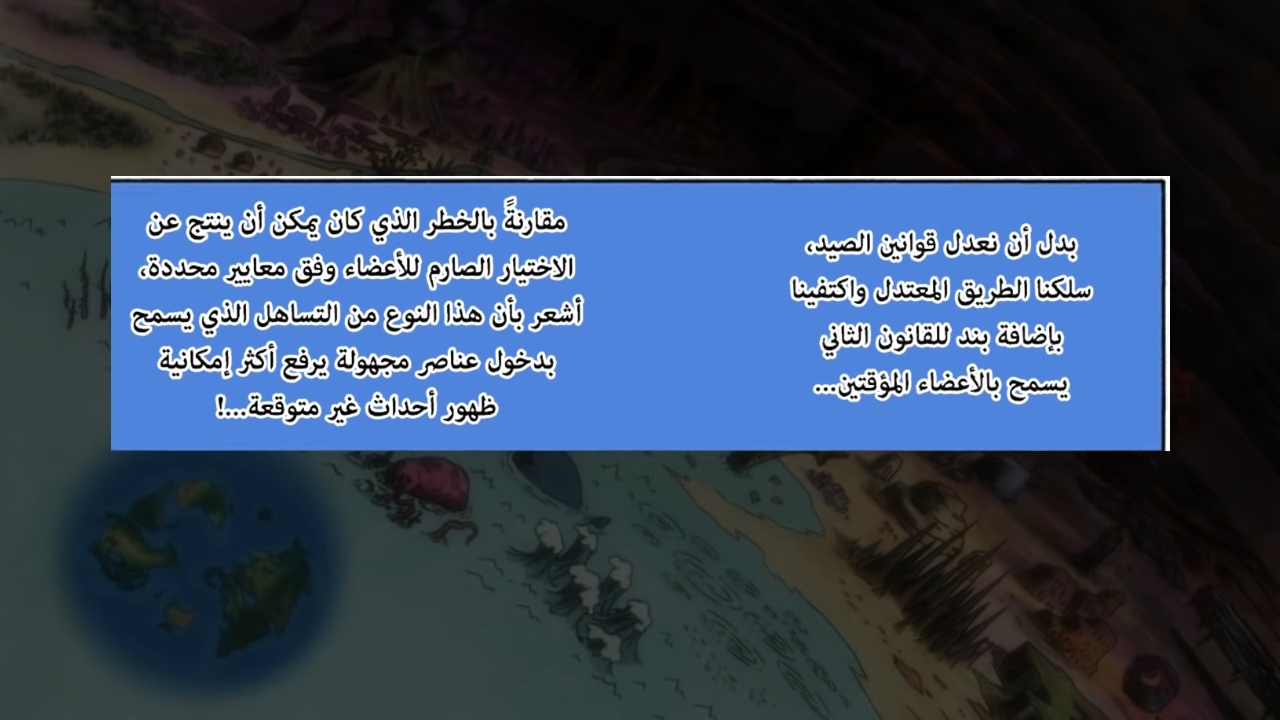 بدل أن نعدل قوانين الصيد،
سلكنا الطريق المعتدل واكتفينا
بإضافة بند للقانون الثاني
يسمح بالأعضاء المؤقتين...
مقارنةً بالخطر الذي كان يمكن أن ينتج عن
الاختيار الصارم للأعضاء وفق معايير محددة،
أشعر بأن هذا النوع من التساهل الذي يسمح
بدخول عناصر مجهولة يرفع أكثر إمكانية
ظهور أحداث غير متوقعة...!